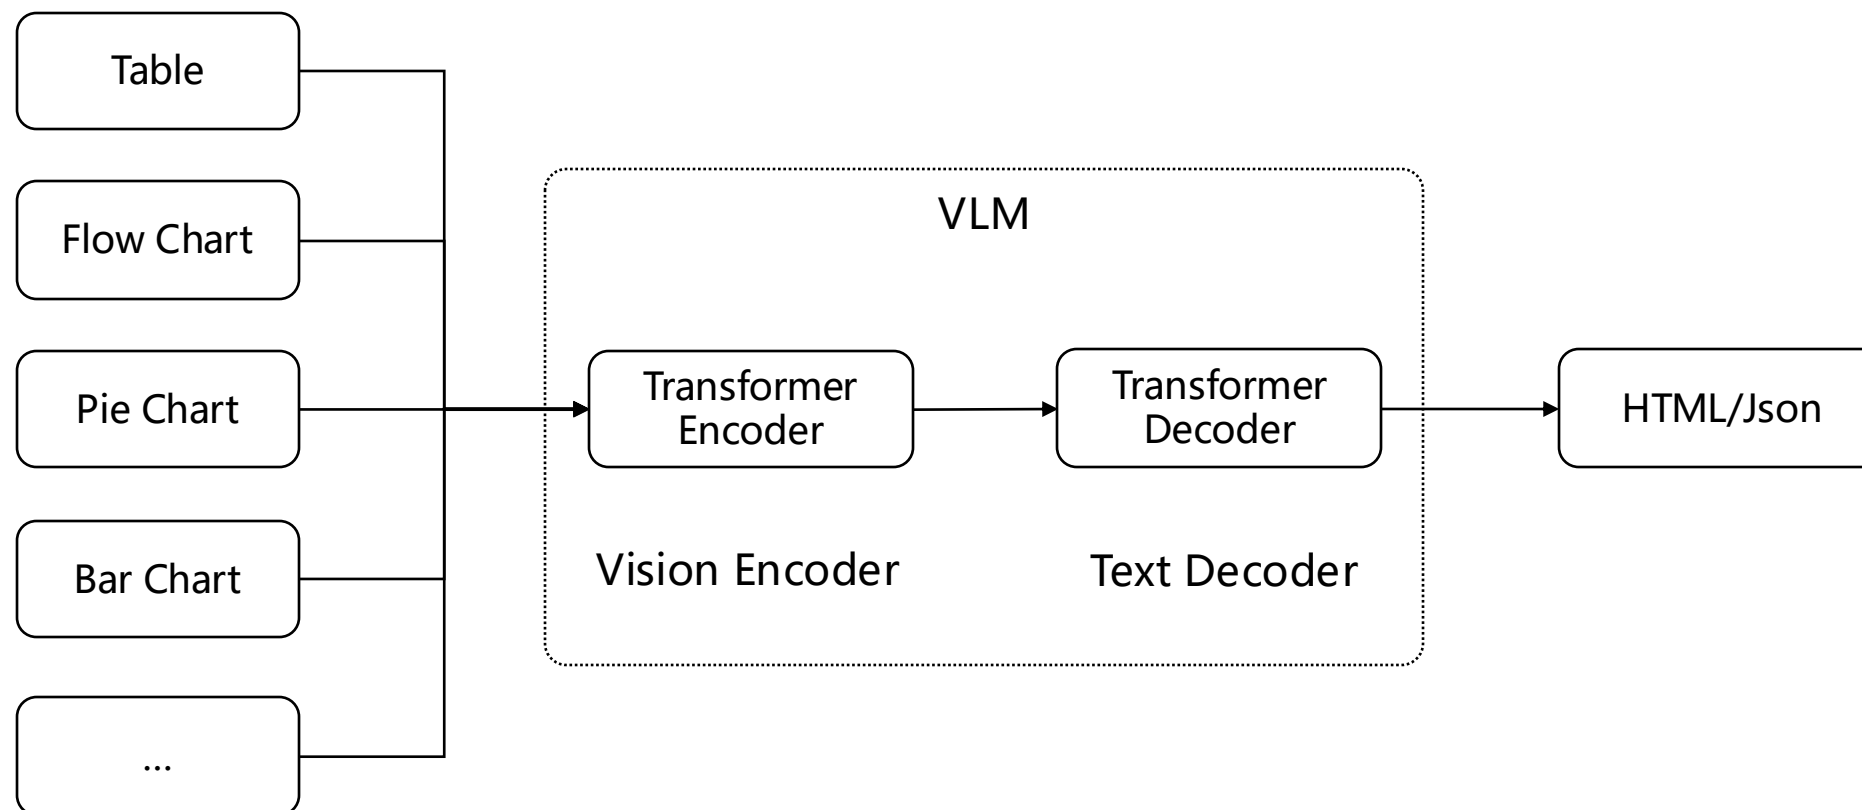 Table
Flow Chart
Pie Chart
Bar Chart
...
VLM
Transformer
Encoder
Vision Encoder
Transformer
Decoder
Text Decoder
HTML/Json